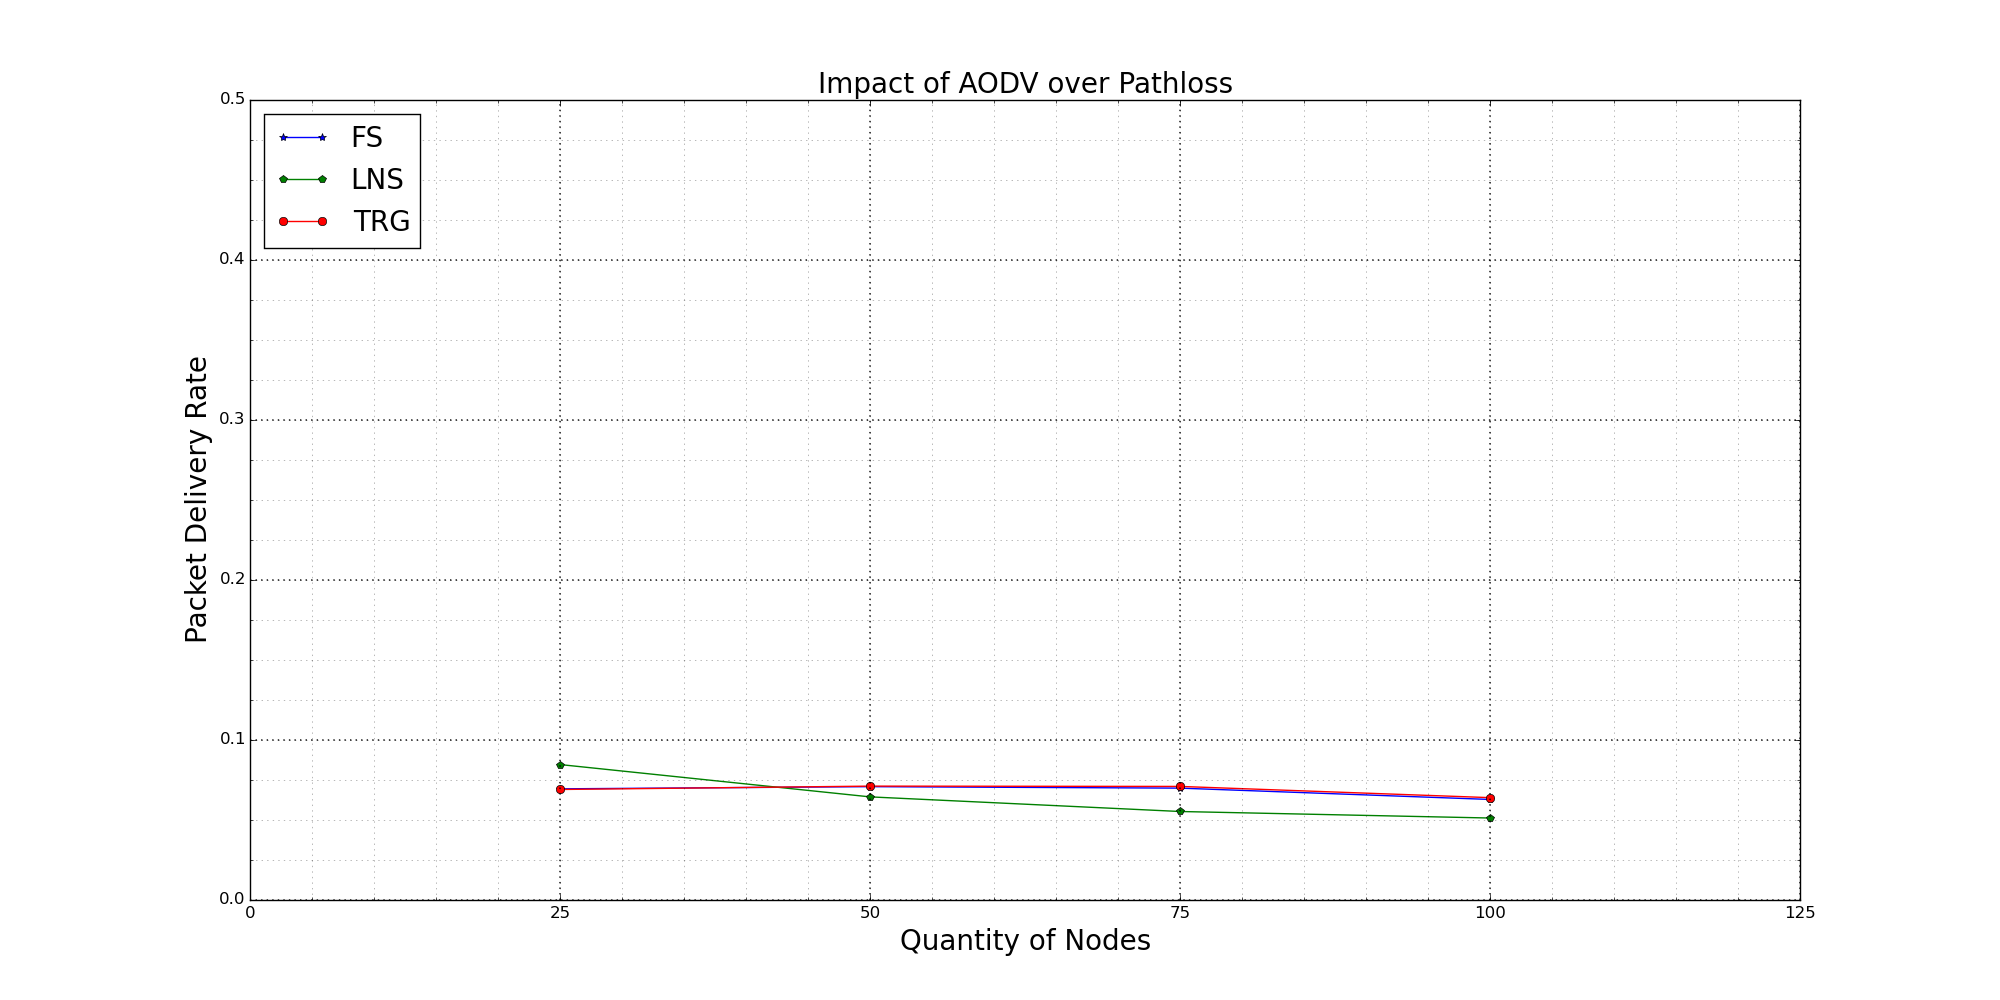 Impact of AODV over Pathloss
0.5
0.4
0.3
0.2
0.1
0.0
Packet Delivery Rate
FS
LNS
TRG
0 25 50 75 100 125
Quantity of Nodes